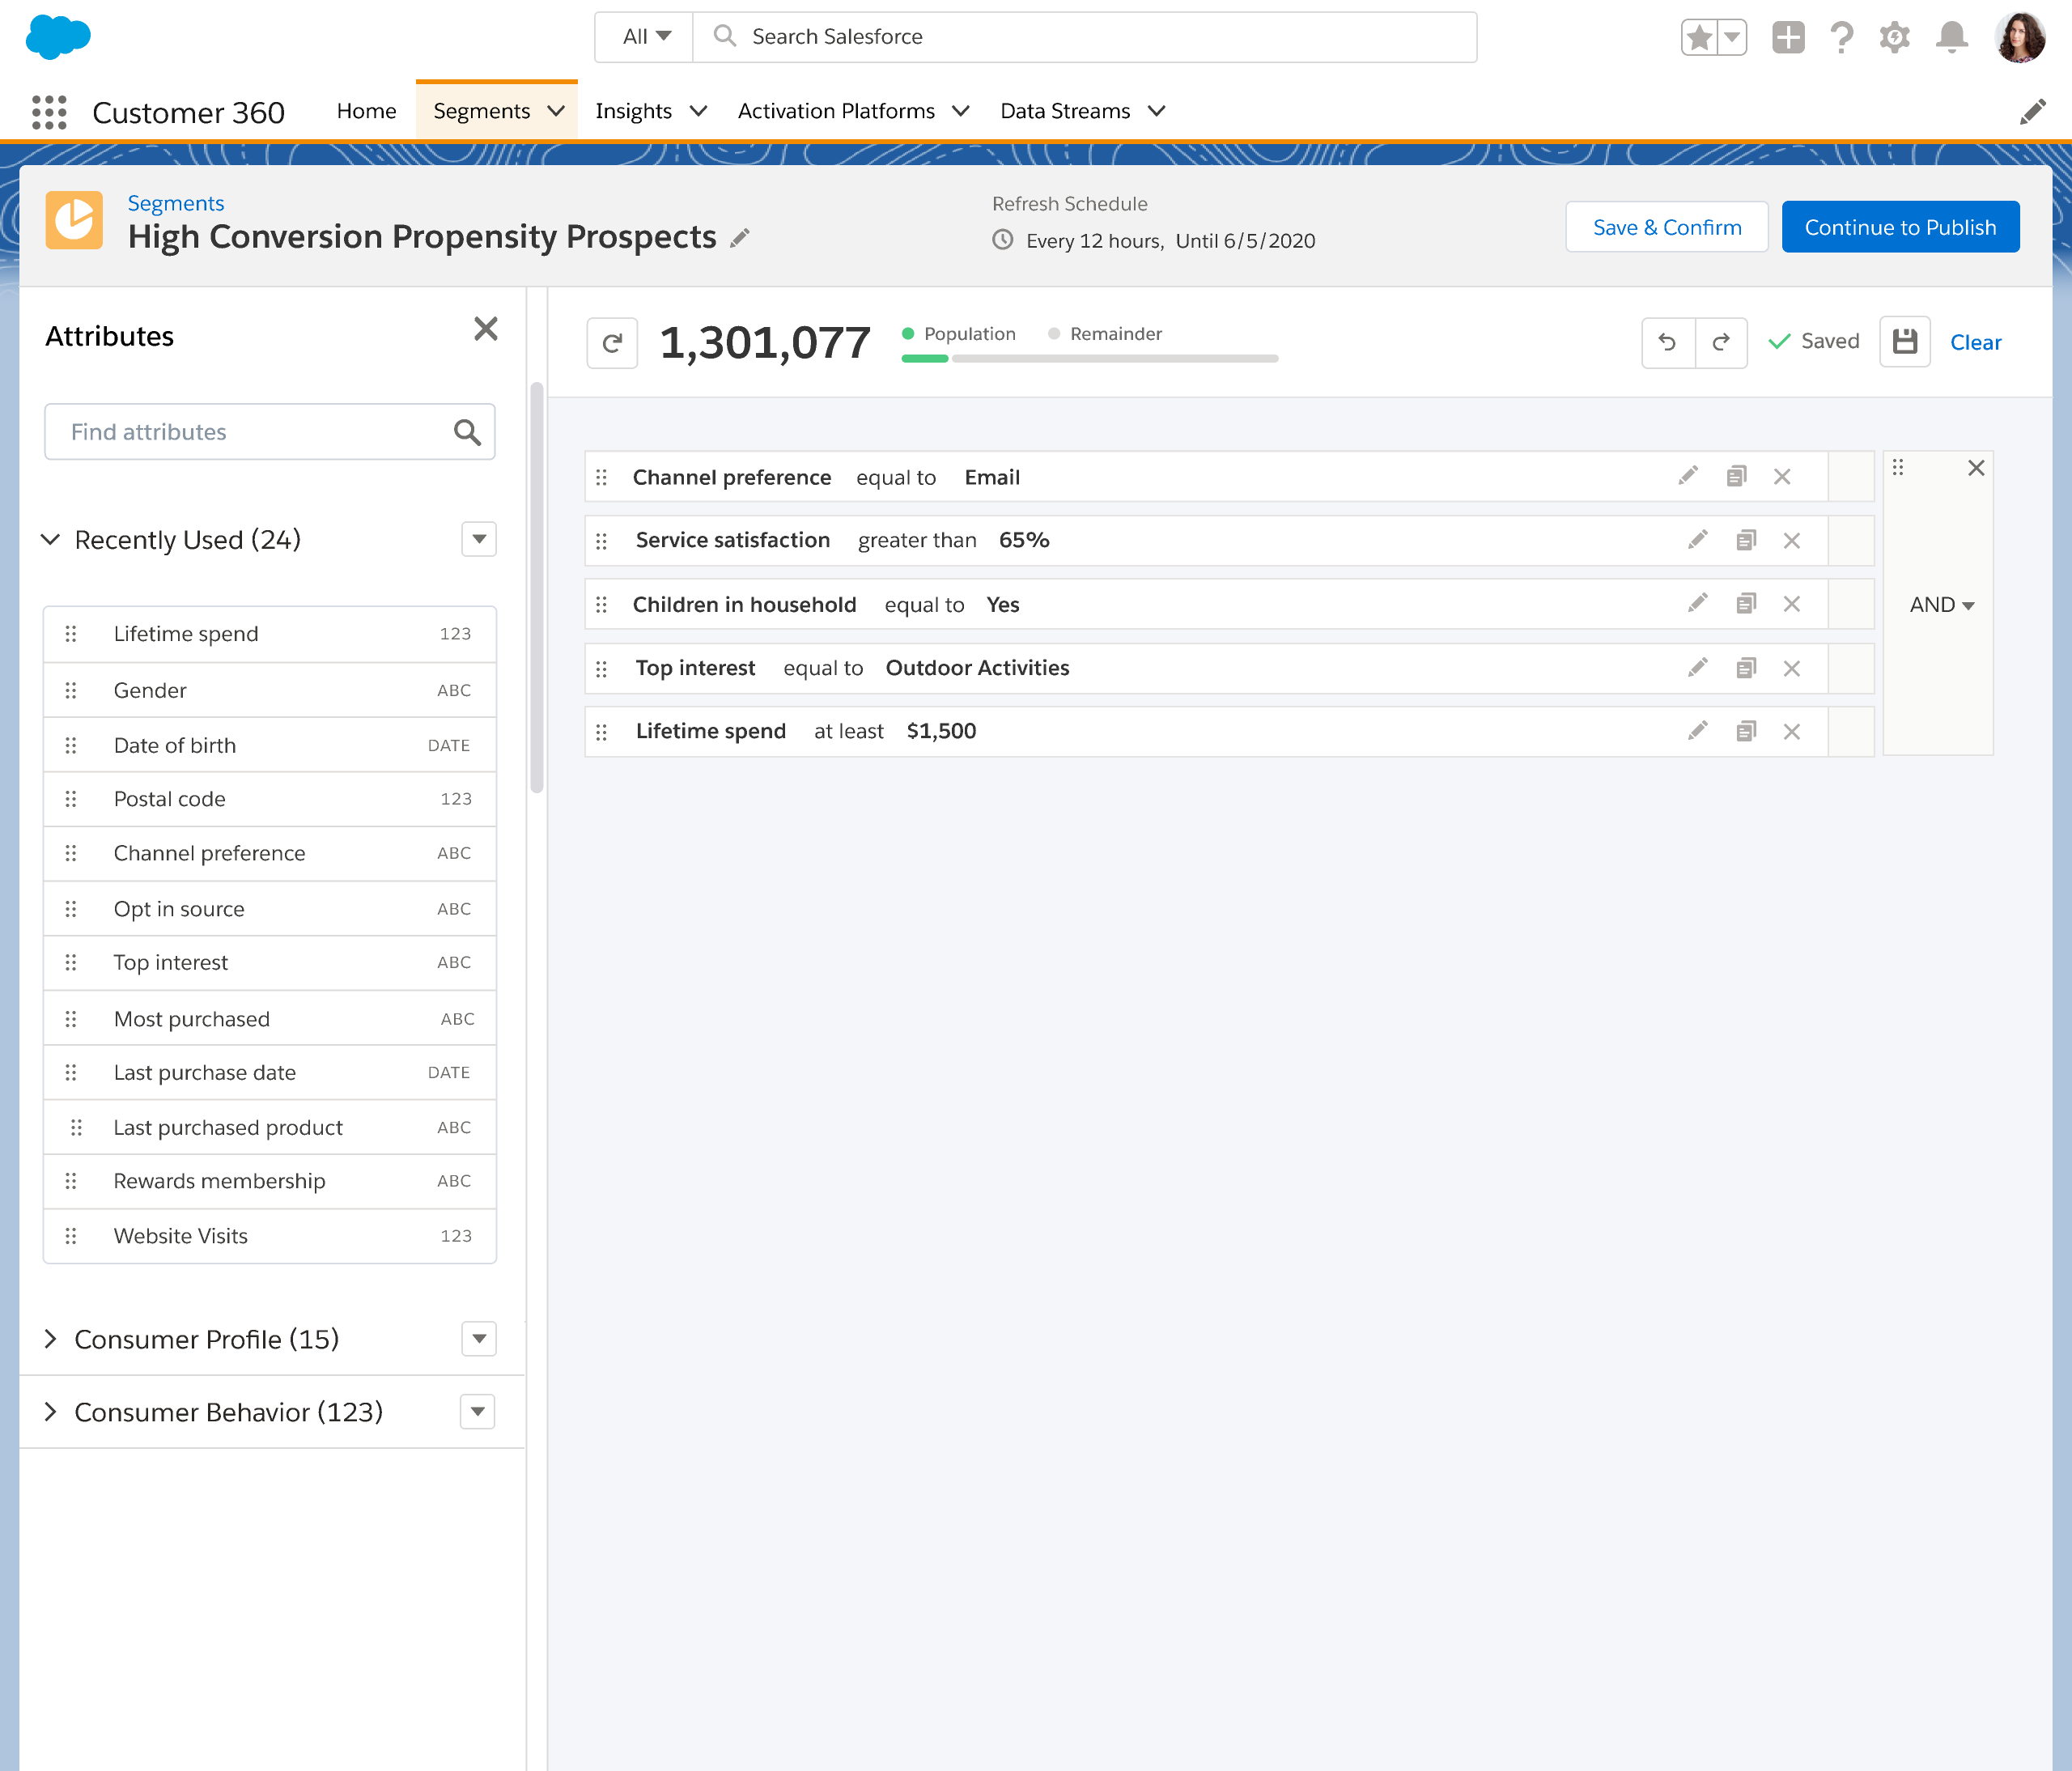 All Search Salesforce
Customer 360 Home Segments Insights Activation Platforms Data Streams
Segments
High Conversion Propensity Prospects
Refresh Schedule
Every 12 hours, Until 6/5/2020
Save & Confirm Continue to Publish
Attributes
Find attributes
Recently Used (24)
Lifetime spend 123
Gender ABC
Date of birth DATE
Postal code 123
Channel preference ABC
Opt in source ABC
Top interest ABC
Most purchased ABC
Last purchase date DATE
Last purchased product ABC
Rewards membership ABC
Website Visits 123
Consumer Profile (15)
Consumer Behavior (123)
1,301,077 Population Remainder
Saved Clear
Channel preference equal to Email
Service satisfaction greater than 65%
Children in household equal to Yes
Top interest equal to Outdoor Activities
Lifetime spend at least $1,500
AND